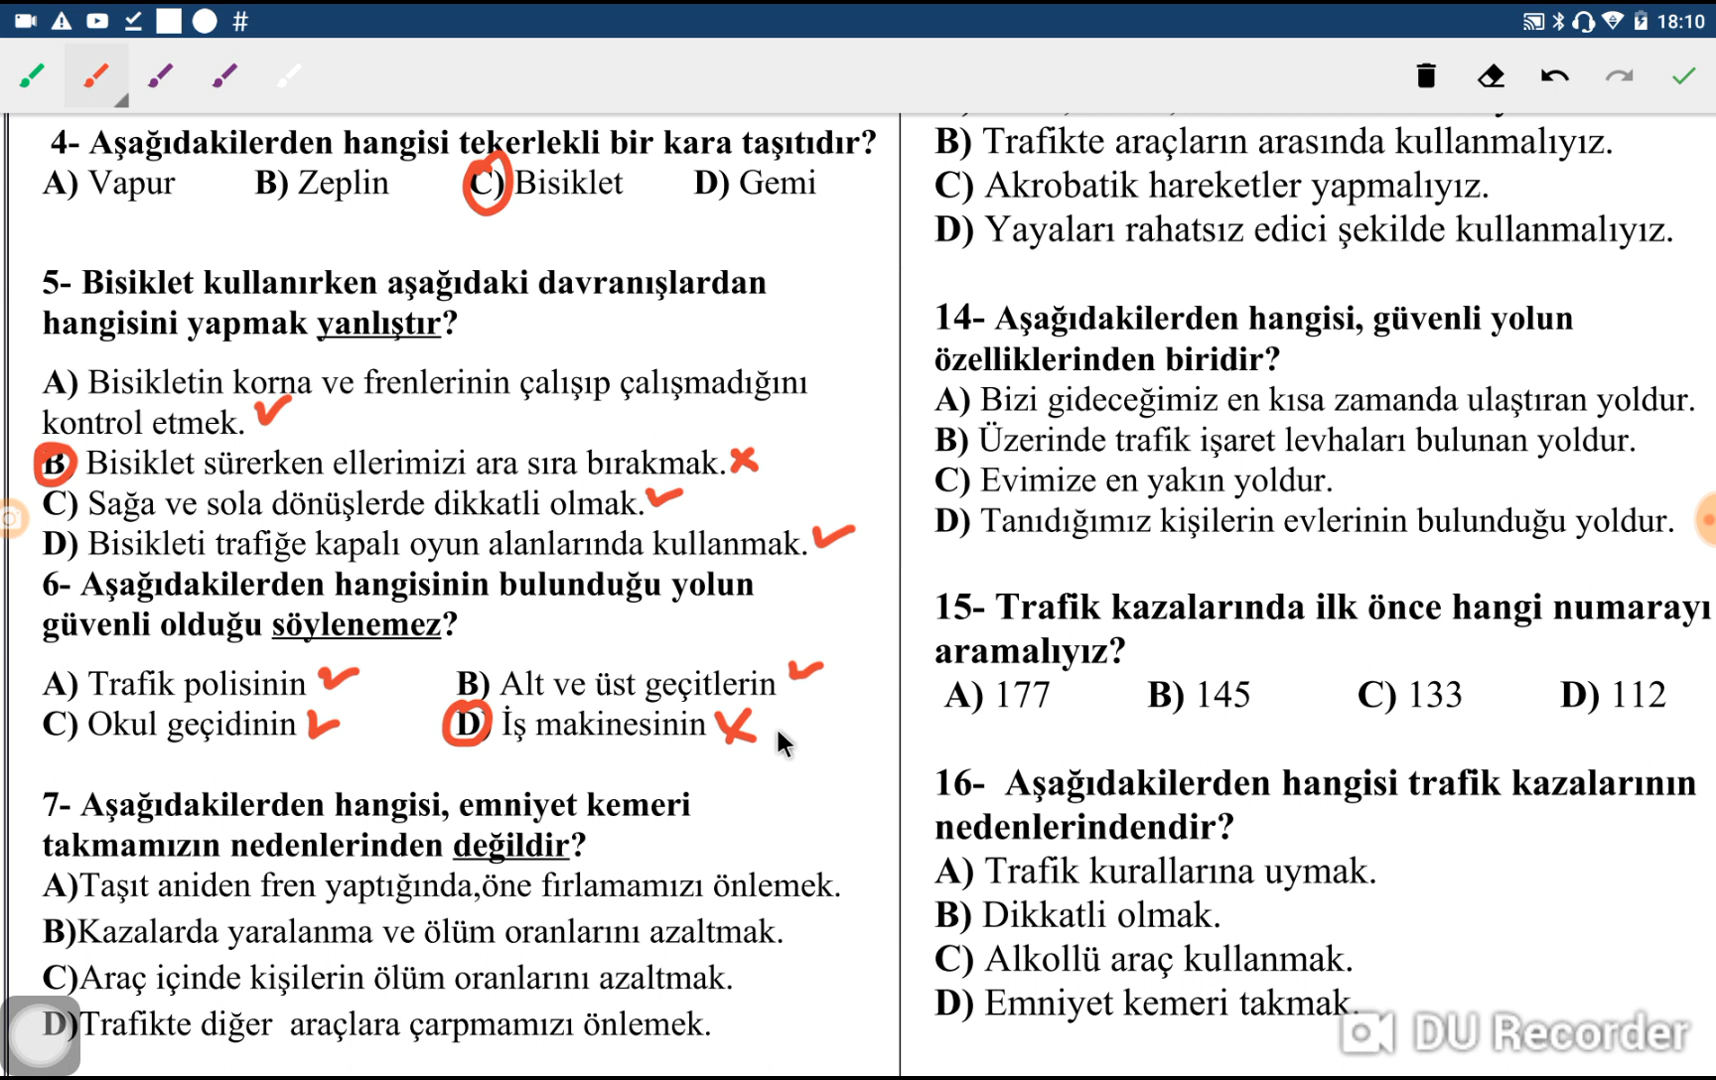 #
18:10
4- Aşağıdakilerden hangisi tekerlekli bir kara taşıtıdır?
A) Vapur B) Zeplin C) Bisiklet D) Gemi
5- Bisiklet kullanırken aşağıdaki davranışlardan
hangisini yapmak yanlıştır?
A) Bisikletin korna ve frenlerinin çalışıp çalışmadığını
kontrol etmek.
B) Bisiklet sürerken ellerimizi ara sıra bırakmak.
C) Sağa ve sola dönüşlerde dikkatli olmak.
D) Bisikleti trafiğe kapalı oyun alanlarında kullanmak.
6- Aşağıdakilerden hangisinin bulunduğu yolun
güvenli olduğu söylenemez?
A) Trafik polisinin B) Alt ve üst geçitlerin
C) Okul geçidinin D) İş makinesinin
7- Aşağıdakilerden hangisi, emniyet kemeri
takmamızın nedenlerinden değildir?
A)Taşıt aniden fren yaptığında,öne fırlamamızı önlemek.
B)Kazalarda yaralanma ve ölüm oranlarını azaltmak.
C)Araç içinde kişilerin ölüm oranlarını azaltmak.
D)Trafikte diğer araçlara çarpmamızı önlemek.
B) Trafikte araçların arasında kullanmalıyız.
C) Akrobatik hareketler yapmalıyız.
D) Yayaları rahatsız edici şekilde kullanmalıyız.
14- Aşağıdakilerden hangisi, güvenli yolun
özelliklerinden biridir?
A) Bizi gideceğimiz en kısa zamanda ulaştıran yoldur.
B) Üzerinde trafik işaret levhaları bulunan yoldur.
C) Evimize en yakın yoldur.
D) Tanıdığımız kişilerin evlerinin bulunduğu yoldur.
15- Trafik kazalarında ilk önce hangi numarayı
aramalıyız?
A) 177 B) 145 C) 133 D) 112
16- Aşağıdakilerden hangisi trafik kazalarının
nedenlerindendir?
A) Trafik kurallarına uymak.
B) Dikkatli olmak.
C) Alkollü araç kullanmak.
D) Emniyet kemeri takmak.
DU Recorder